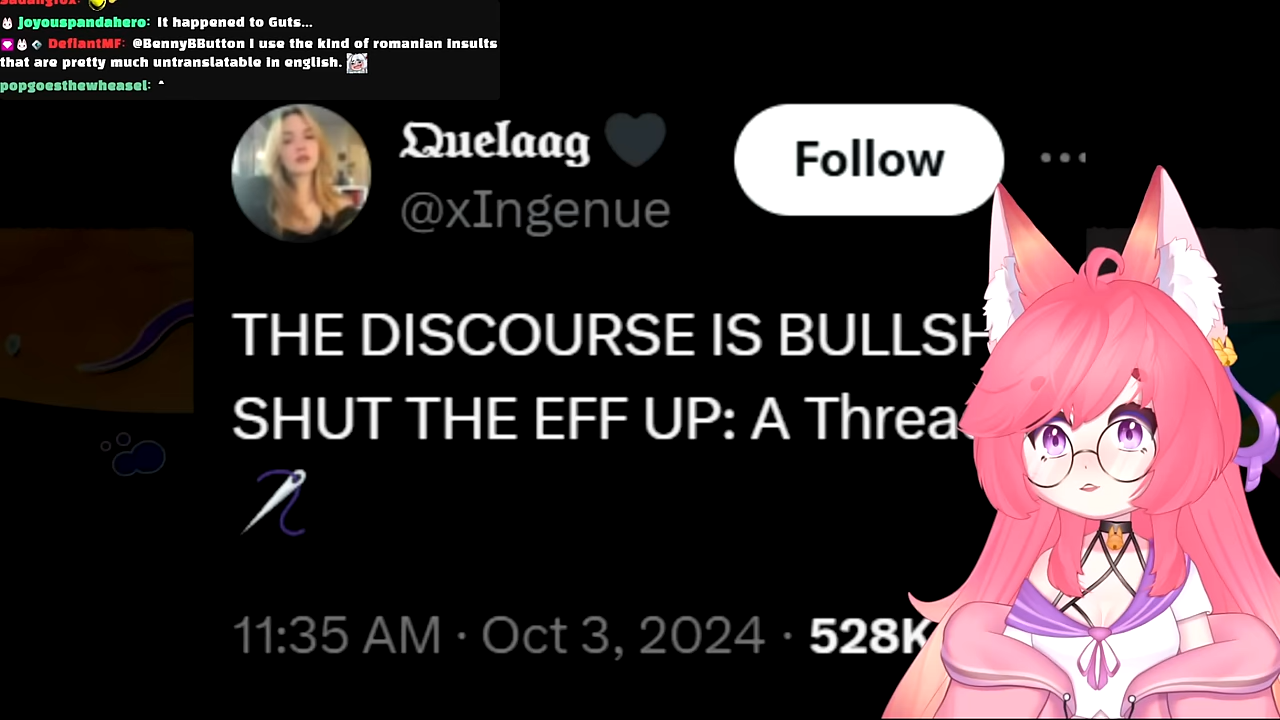 joyouspandahero: It happened to Guts...
DefiantMF: @BennyBButton I use the kind of romanian insults
that are pretty much untranslatable in english.
popgoesthewheasel: ^
Quelaag
@xIngenue
Follow
THE DISCOURSE IS BULLSH
SHUT THE EFF UP: A Threa
11:35 AM · Oct 3, 2024 · 528K